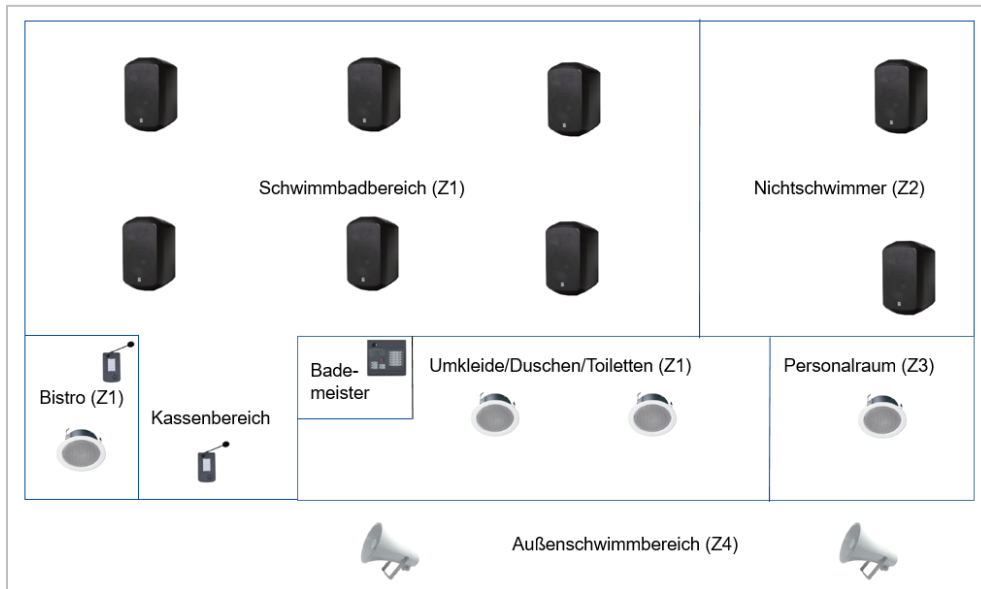 Schwimmbadbereich (Z1)
Nichtschwimmer (Z2)
Bistro (Z1)
Kassenbereich
Bade-
meister
Umkleide/Duschen/Toiletten (Z1)
Personalraum (Z3)
Außenschwimmbereich (Z4)